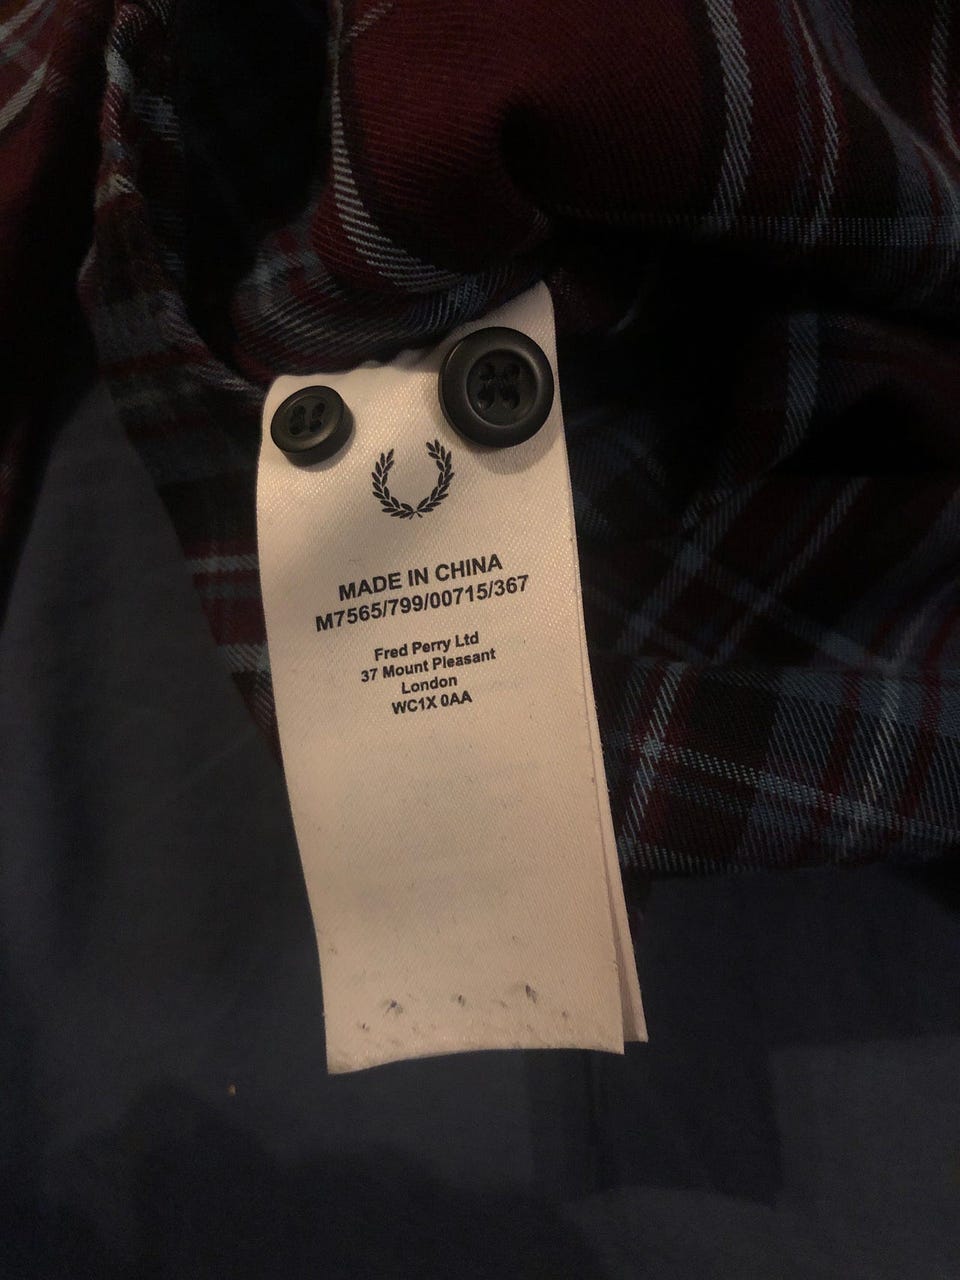 MADE IN CHINA
M7565/799/00715/367
Fred Perry Ltd
37 Mount Pleasant
London
WC1X 0AA